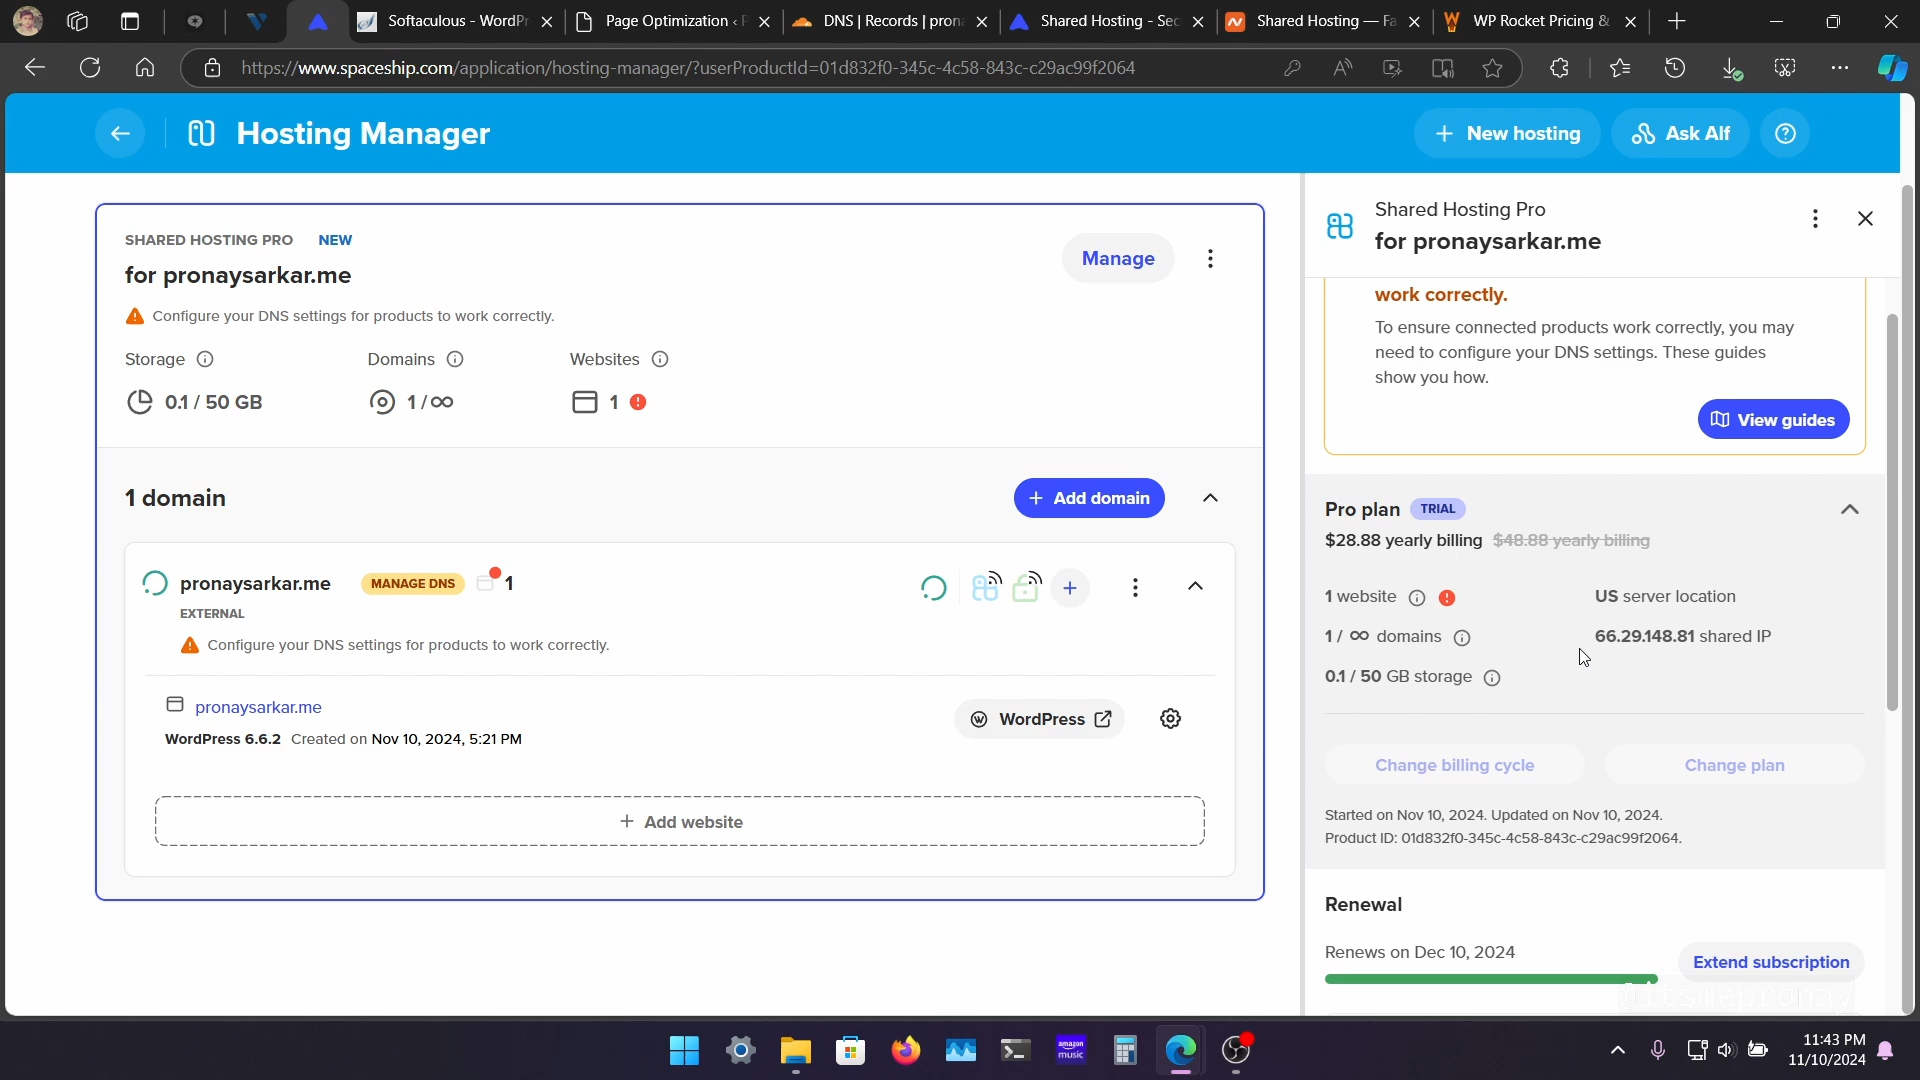 Softaculous - WordPr
Page Optimization ‹ P
DNS | Records | prona
Shared Hosting - Sec
Shared Hosting — Fa
WP Rocket Pricing &
https://www.spaceship.com/application/hosting-manager/?userProductId=01d832f0-345c-4c58-843c-c29ac99f2064
Hosting Manager
New hosting
Ask Alf
SHARED HOSTING PRO NEW
for pronaysarkar.me
Manage
Configure your DNS settings for products to work correctly.
Storage
Domains
Websites
0.1 / 50 GB
1/∞
1
1 domain
+ Add domain
pronaysarkar.me
MANAGE DNS
1
EXTERNAL
Configure your DNS settings for products to work correctly.
pronaysarkar.me
WordPress 6.6.2 Created on Nov 10, 2024, 5:21 PM
WordPress
+ Add website
Shared Hosting Pro
for pronaysarkar.me
work correctly.
To ensure connected products work correctly, you may
need to configure your DNS settings. These guides
show you how.
View guides
Pro plan TRIAL
$28.88 yearly billing $48.88 yearly billing
1 website
US server location
1/ ∞ domains
66.29.148.81 shared IP
0.1 / 50 GB storage
Change billing cycle
Change plan
Started on Nov 10, 2024. Updated on Nov 10, 2024.
Product ID: 01d832f0-345c-4c58-843c-c29ac99f2064.
Renewal
Renews on Dec 10, 2024
Extend subscription
@itsmepronay
amazon
music
11:43 PM
11/10/2024